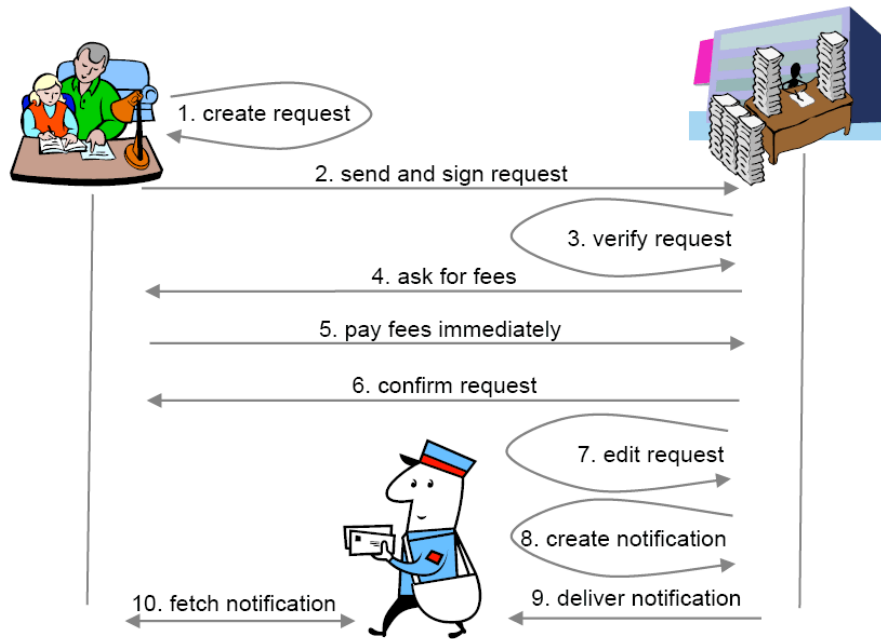 1. create request
2. send and sign request
3. verify request
4. ask for fees
5. pay fees immediately
6. confirm request
7. edit request
8. create notification
9. deliver notification
10. fetch notification